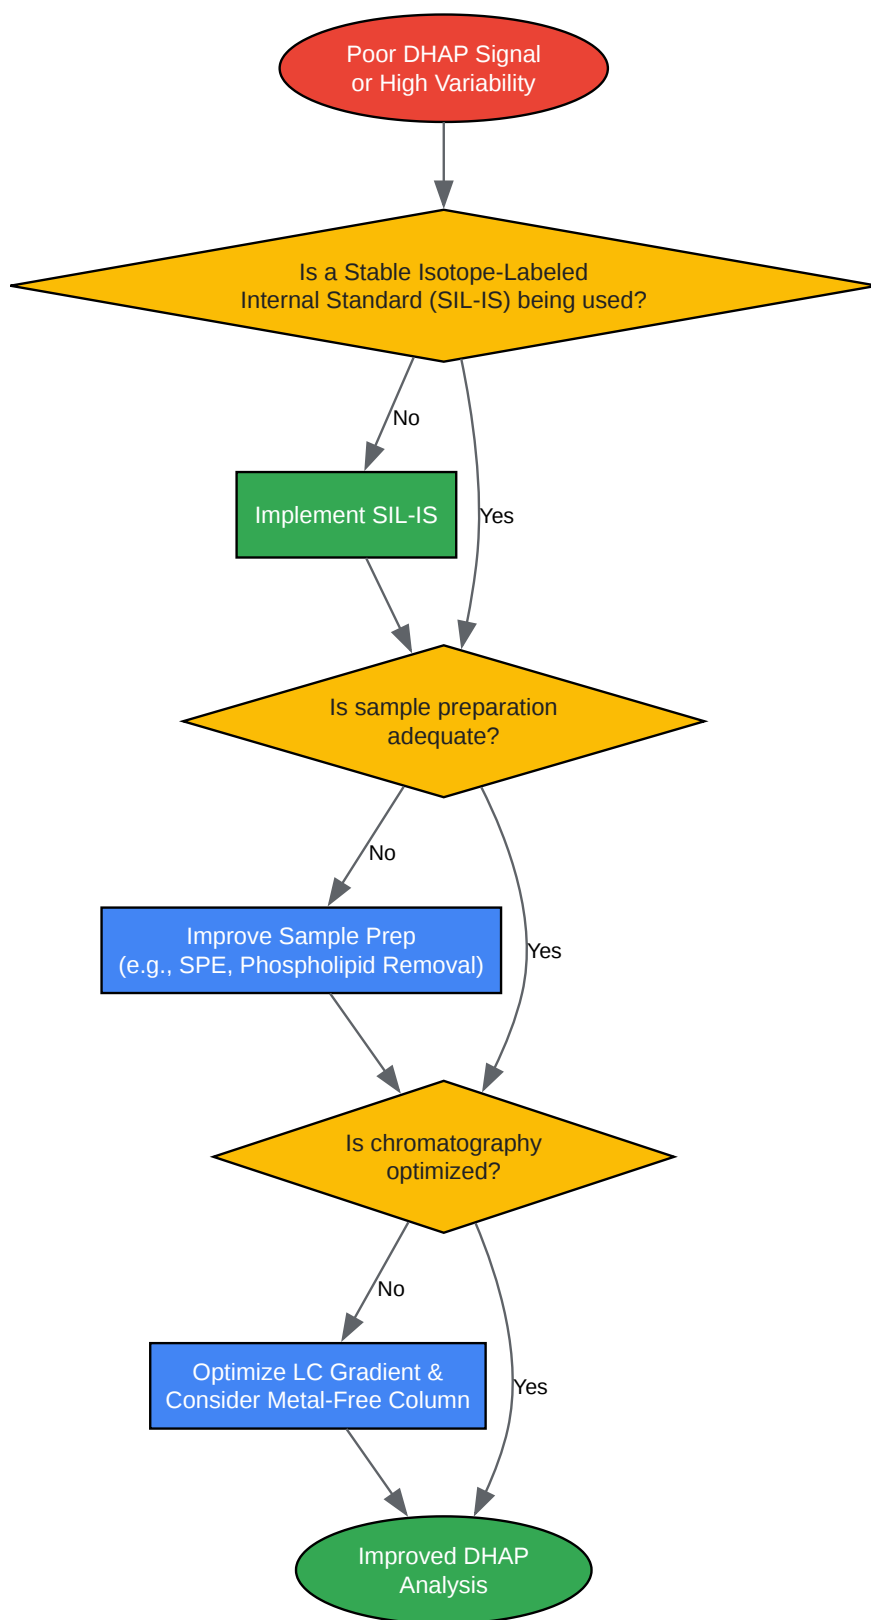 Poor DHAP Signal
or High Variability
Is a Stable Isotope-Labeled
Internal Standard (SIL-IS) being used?
No
Implement SIL-IS
Yes
Is sample preparation
adequate?
No
Improve Sample Prep
(e.g., SPE, Phospholipid Removal)
Yes
Is chromatography
optimized?
No
Optimize LC Gradient &
Consider Metal-Free Column
Yes
Improved DHAP
Analysis